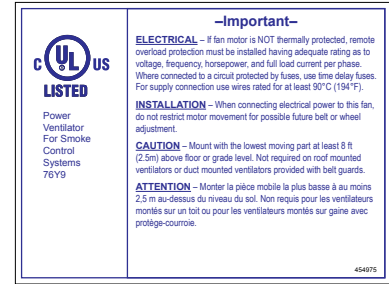 C UL US
LISTED
Power
Ventilator
For Smoke
Control
Systems
76Y9
–Important–
ELECTRICAL – If fan motor is NOT thermally protected, remote
overload protection must be installed having adequate rating as to
voltage, frequency, horsepower, and full load current per phase.
Where connected to a circuit protected by fuses, use time delay fuses.
For supply connection use wires rated for at least 90°C (194°F).
INSTALLATION – When connecting electrical power to this fan,
do not restrict motor movement for possible future belt or wheel
adjustment.
CAUTION – Mount with the lowest moving part at least 8 ft
(2.5m) above floor or grade level. Not required on roof mounted
ventilators or duct mounted ventilators provided with belt guards.
ATTENTION – Monter la pièce mobile la plus basse à au moins
2,5 m au-dessus du niveau du sol. Non requis pour les ventilateurs
montés sur un toit ou pour les ventilateurs montés sur gaine avec
protège-courroie.
454975